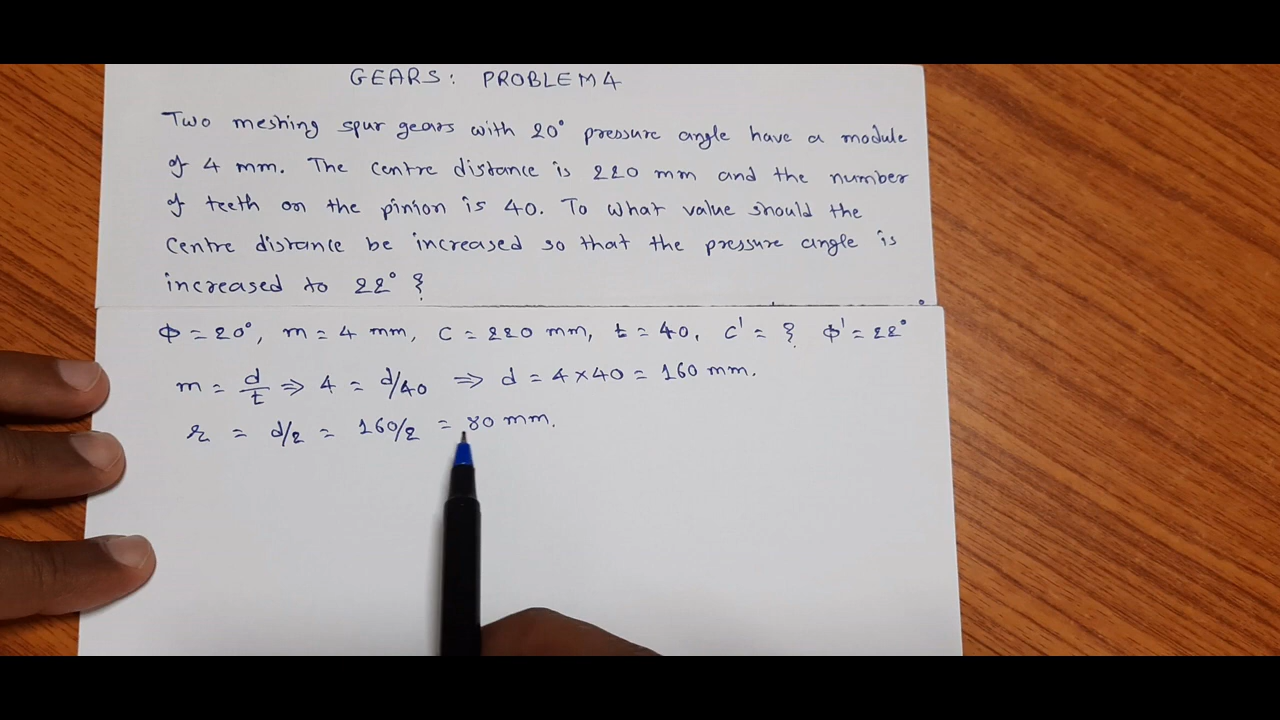 GEARS: PROBLEM 4
Two meshing spur gears with 20° pressure angle have a module
of 4 mm. The centre distance is 220 mm and the number
of teeth on the pinion is 40. To what value should the
centre distance be increased so that the pressure angle is
increased to 22° ?
Φ = 20°, m = 4 mm, C = 220 mm, t = 40, C' = ? Φ' = 22°
m = d/t ⇒ 4 = d/40 ⇒ d = 4×40 = 160 mm.
r = d/2 = 160/2 = 80 mm.